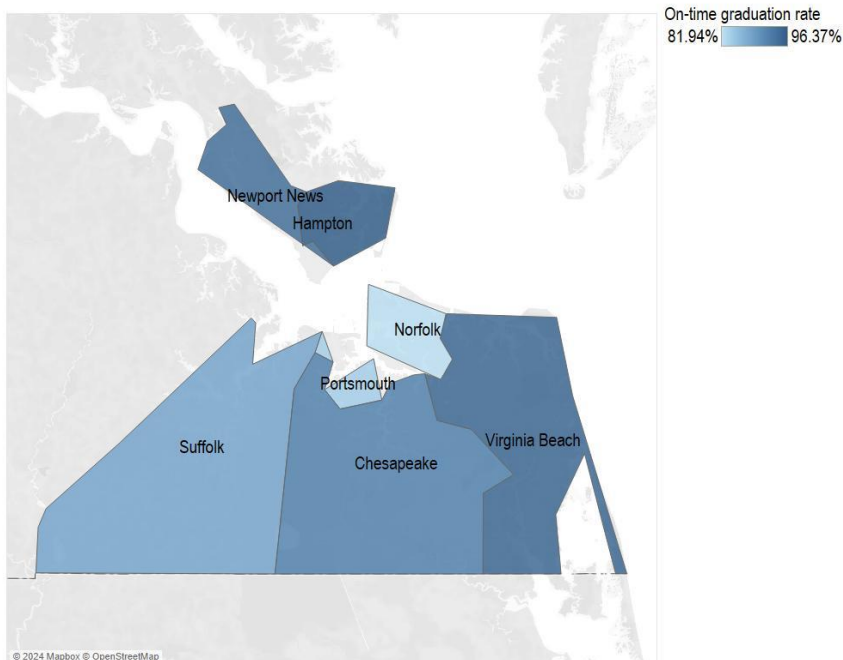 On-time graduation rate
81.94% 96.37%
Newport News
Hampton
Norfolk
Portsmouth
Virginia Beach
Suffolk
Chesapeake
© 2024 Mapbox © OpenStreetMap